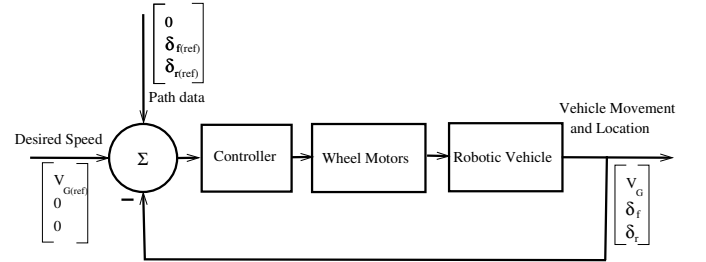 0
δf(ref)
δr(ref)
Path data
Desired Speed
VG(ref)
0
0
Σ
−
Controller
Wheel Motors
Robotic Vehicle
Vehicle Movement
and Location
VG
δf
δr